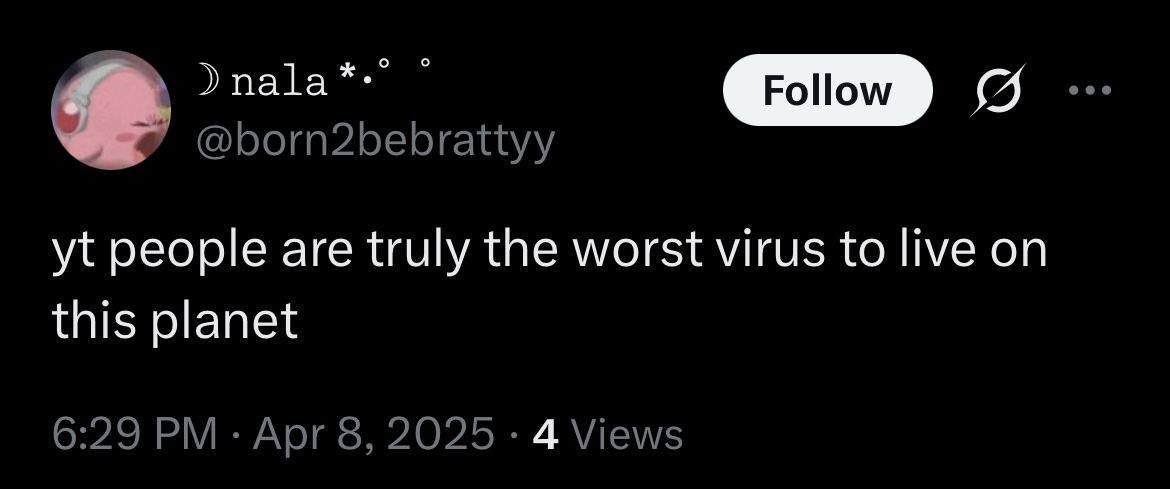 ☽ nala *·˚ ˚
Follow
@born2bebrattyy
yt people are truly the worst virus to live on
this planet
6:29 PM · Apr 8, 2025 · 4 Views